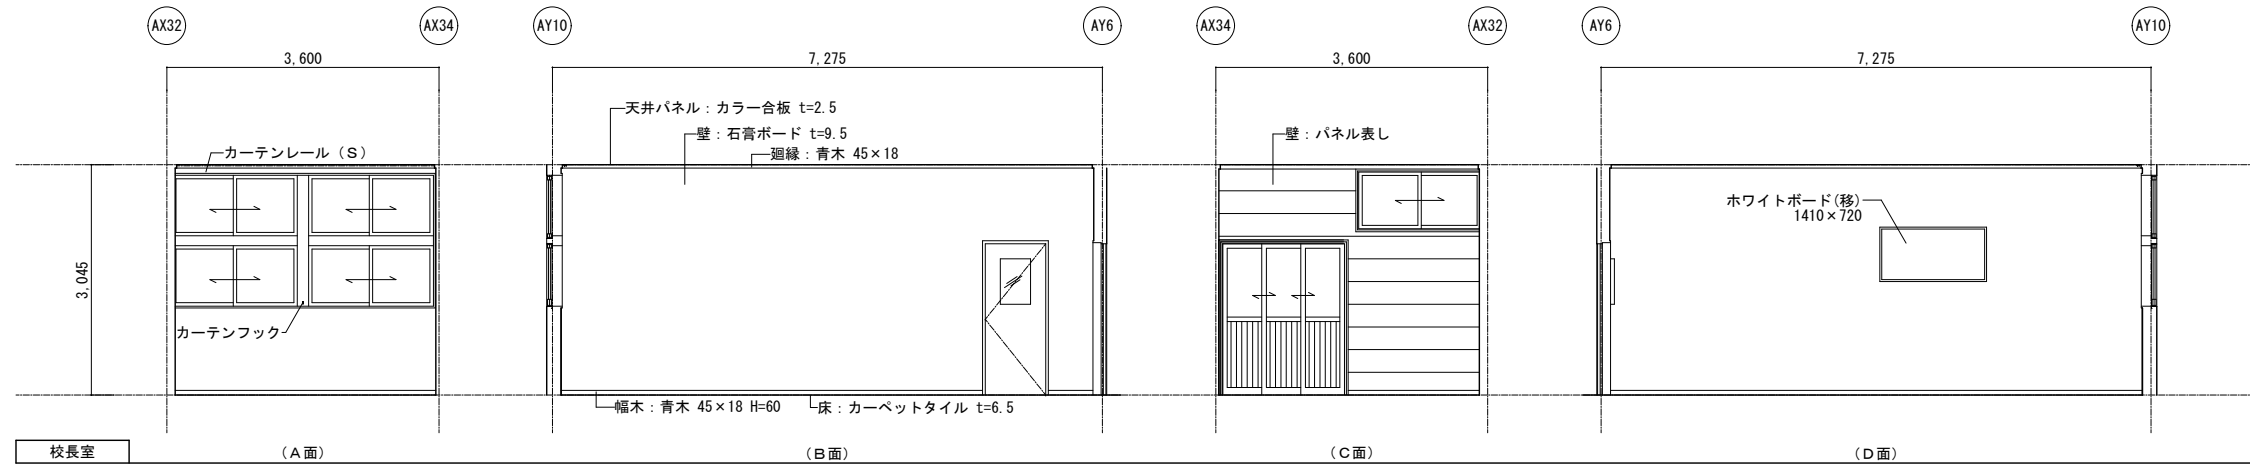 AX32 AX34 AY10 AY6 AX34 AX32 AY6 AY10
3,600 7,275 3,600 7,275
天井パネル：カラー合板 t=2.5
壁：石膏ボード t=9.5
壁：パネル表し
カーテンレール（S）
廻縁：青木 45×18
ホワイトボード(移)
1410×720
3,045
カーテンフック
幅木：青木 45×18 H=60
床：カーペットタイル t=6.5
校長室
（A面）
（B面）
（C面）
（D面）